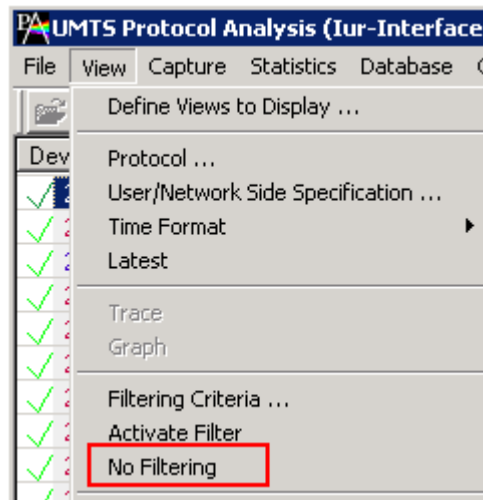 PA UMTS Protocol Analysis (Iur-Interface
File View Capture Statistics Database
Define Views to Display ...
Dev
Protocol ...
User/Network Side Specification ...
Time Format
Latest
Trace
Graph
Filtering Criteria ...
Activate Filter
No Filtering